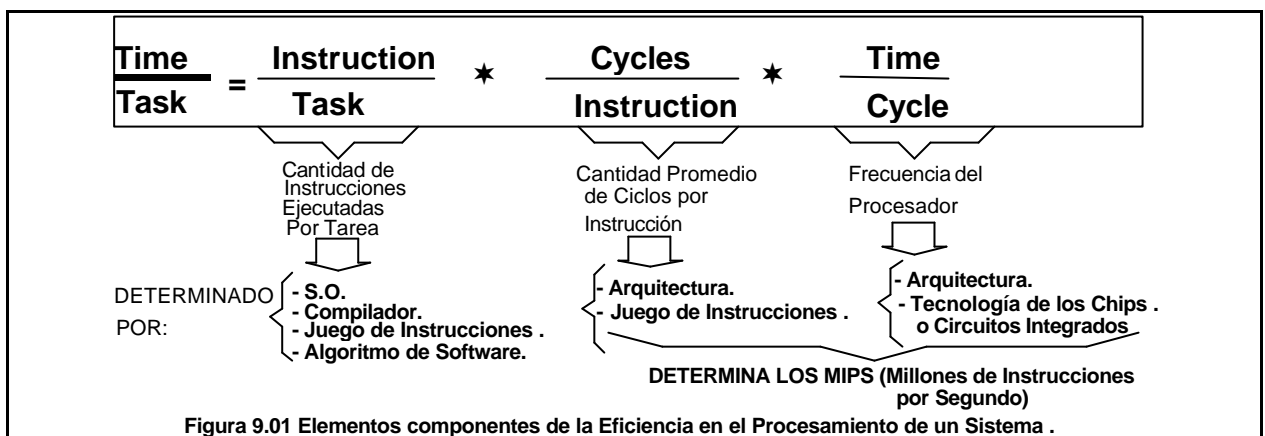 Time Instruction Cycles Time
= * *
Task Task Instruction Cycle
Cantidad de
Instrucciones
Ejecutadas
Por Tarea
Cantidad Promedio
de Ciclos por
Instrucción
Frecuencia del
Procesador
DETERMINADO
POR:
- S.O.
- Compilador.
- Juego de Instrucciones .
- Algoritmo de Software.
- Arquitectura.
- Juego de Instrucciones .
- Arquitectura.
- Tecnología de los Chips .
o Circuitos Integrados
DETERMINA LOS MIPS (Millones de Instrucciones
por Segundo)
Figura 9.01 Elementos componentes de la Eficiencia en el Procesamiento de un Sistema .